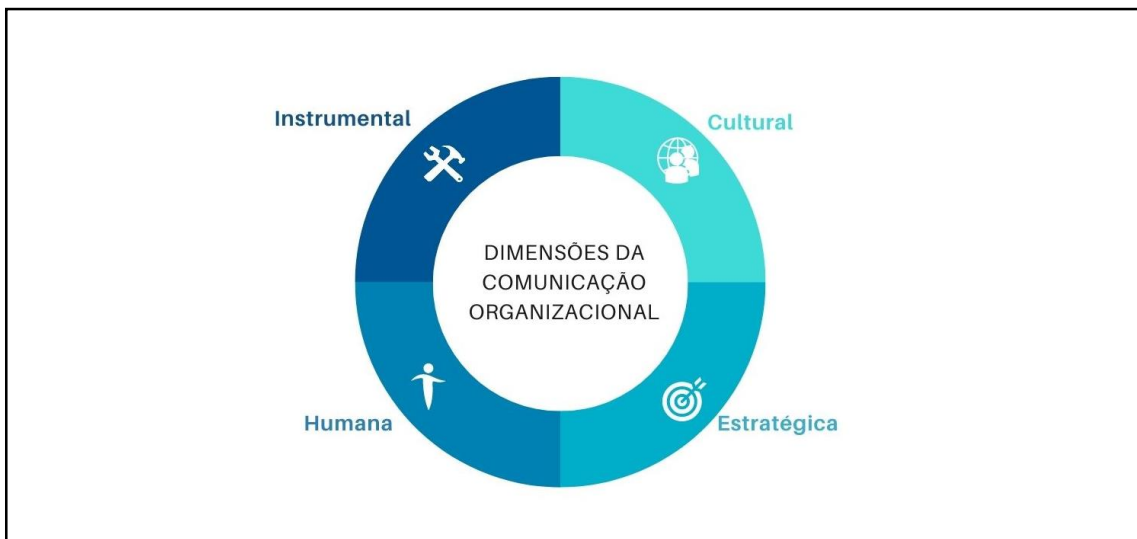 Instrumental
Cultural
DIMENSÕES DA
COMUNICAÇÃO
ORGANIZACIONAL
Humana
Estratégica